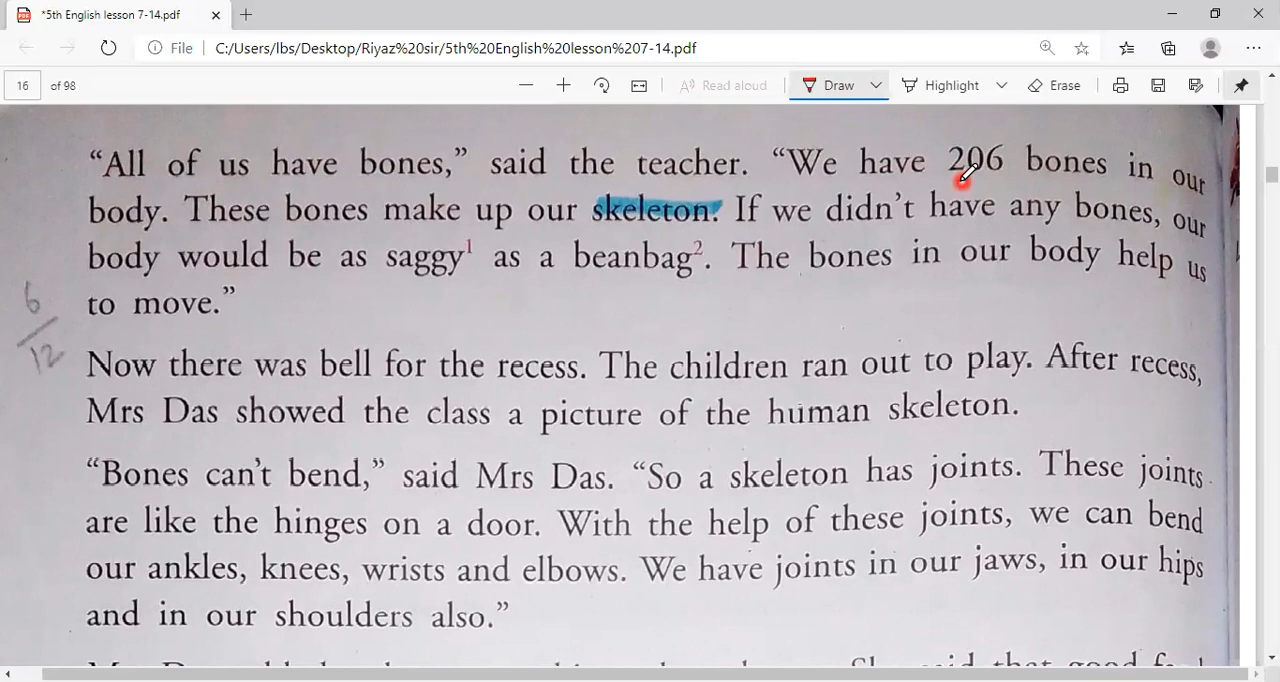 *5th English lesson 7-14.pdf
File C:/Users/lbs/Desktop/Riyaz%20sir/5th%20English%20lesson%207-14.pdf
16 of 98 Read aloud Draw Highlight Erase
“All of us have bones,” said the teacher. “We have 206 bones in our
body. These bones make up our skeleton. If we didn’t have any bones, our
body would be as saggy1 as a beanbag2. The bones in our body help us
to move.”
6
12
Now there was bell for the recess. The children ran out to play. After recess,
Mrs Das showed the class a picture of the human skeleton.
“Bones can’t bend,” said Mrs Das. “So a skeleton has joints. These joints
are like the hinges on a door. With the help of these joints, we can bend
our ankles, knees, wrists and elbows. We have joints in our jaws, in our hips
and in our shoulders also.”